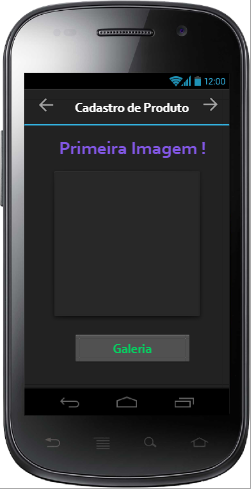 12:00
Cadastro de Produto
Primeira Imagem !
Galeria